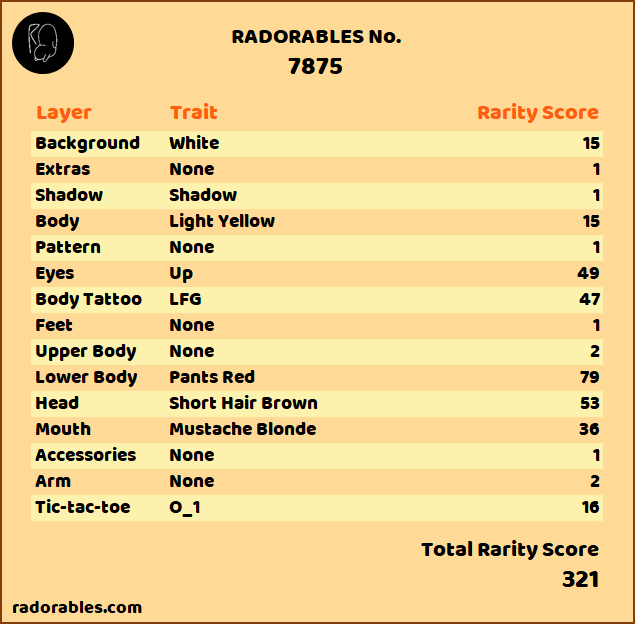 RADORABLES No.
7875
Layer Trait Rarity Score
Background White 15
Extras None 1
Shadow Shadow 1
Body Light Yellow 15
Pattern None 1
Eyes Up 49
Body Tattoo LFG 47
Feet None 1
Upper Body None 2
Lower Body Pants Red 79
Head Short Hair Brown 53
Mouth Mustache Blonde 36
Accessories None 1
Arm None 2
Tic-tac-toe O_1 16
Total Rarity Score
321
radorables.com